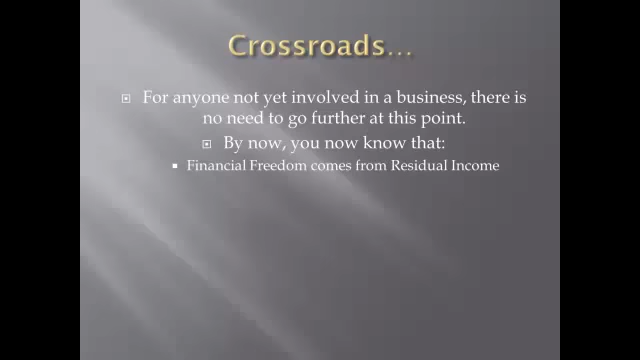 Crossroads...
For anyone not yet involved in a business, there is
no need to go further at this point.
By now, you now know that:
Financial Freedom comes from Residual Income